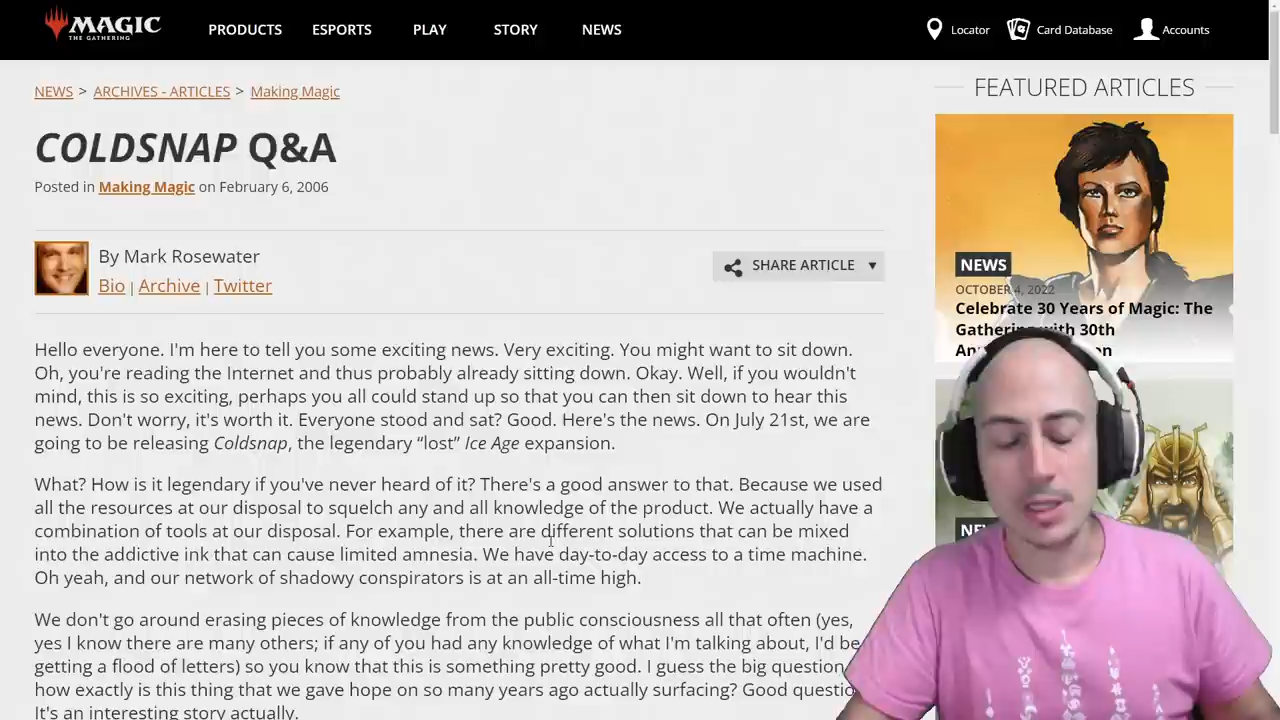 MAGIC
THE GATHERING
PRODUCTS
ESPORTS
PLAY
STORY
NEWS
Locator
Card Database
Accounts
NEWS > ARCHIVES - ARTICLES > Making Magic
COLDSNAP Q&A
Posted in Making Magic on February 6, 2006
By Mark Rosewater
Bio | Archive | Twitter
SHARE ARTICLE ▼
Hello everyone. I'm here to tell you some exciting news. Very exciting. You might want to sit down.
Oh, you're reading the Internet and thus probably already sitting down. Okay. Well, if you wouldn't
mind, this is so exciting, perhaps you all could stand up so that you can then sit down to hear this
news. Don't worry, it's worth it. Everyone stood and sat? Good. Here's the news. On July 21st, we are
going to be releasing Coldsnap, the legendary “lost” Ice Age expansion.
What? How is it legendary if you've never heard of it? There's a good answer to that. Because we used
all the resources at our disposal to squelch any and all knowledge of the product. We actually have a
combination of tools at our disposal. For example, there are different solutions that can be mixed
into the addictive ink that can cause limited amnesia. We have day-to-day access to a time machine.
Oh yeah, and our network of shadowy conspirators is at an all-time high.
We don't go around erasing pieces of knowledge from the public consciousness all that often (yes,
yes I know there are many others; if any of you had any knowledge of what I'm talking about, I'd be
getting a flood of letters) so you know that this is something pretty good. I guess the big question
how exactly is this thing that we gave hope on so many years ago actually surfacing? Good questio
It's an interesting story actually.
FEATURED ARTICLES
NEWS
OCTOBER 4, 2022
Celebrate 30 Years of Magic: The
Gathering with 30th